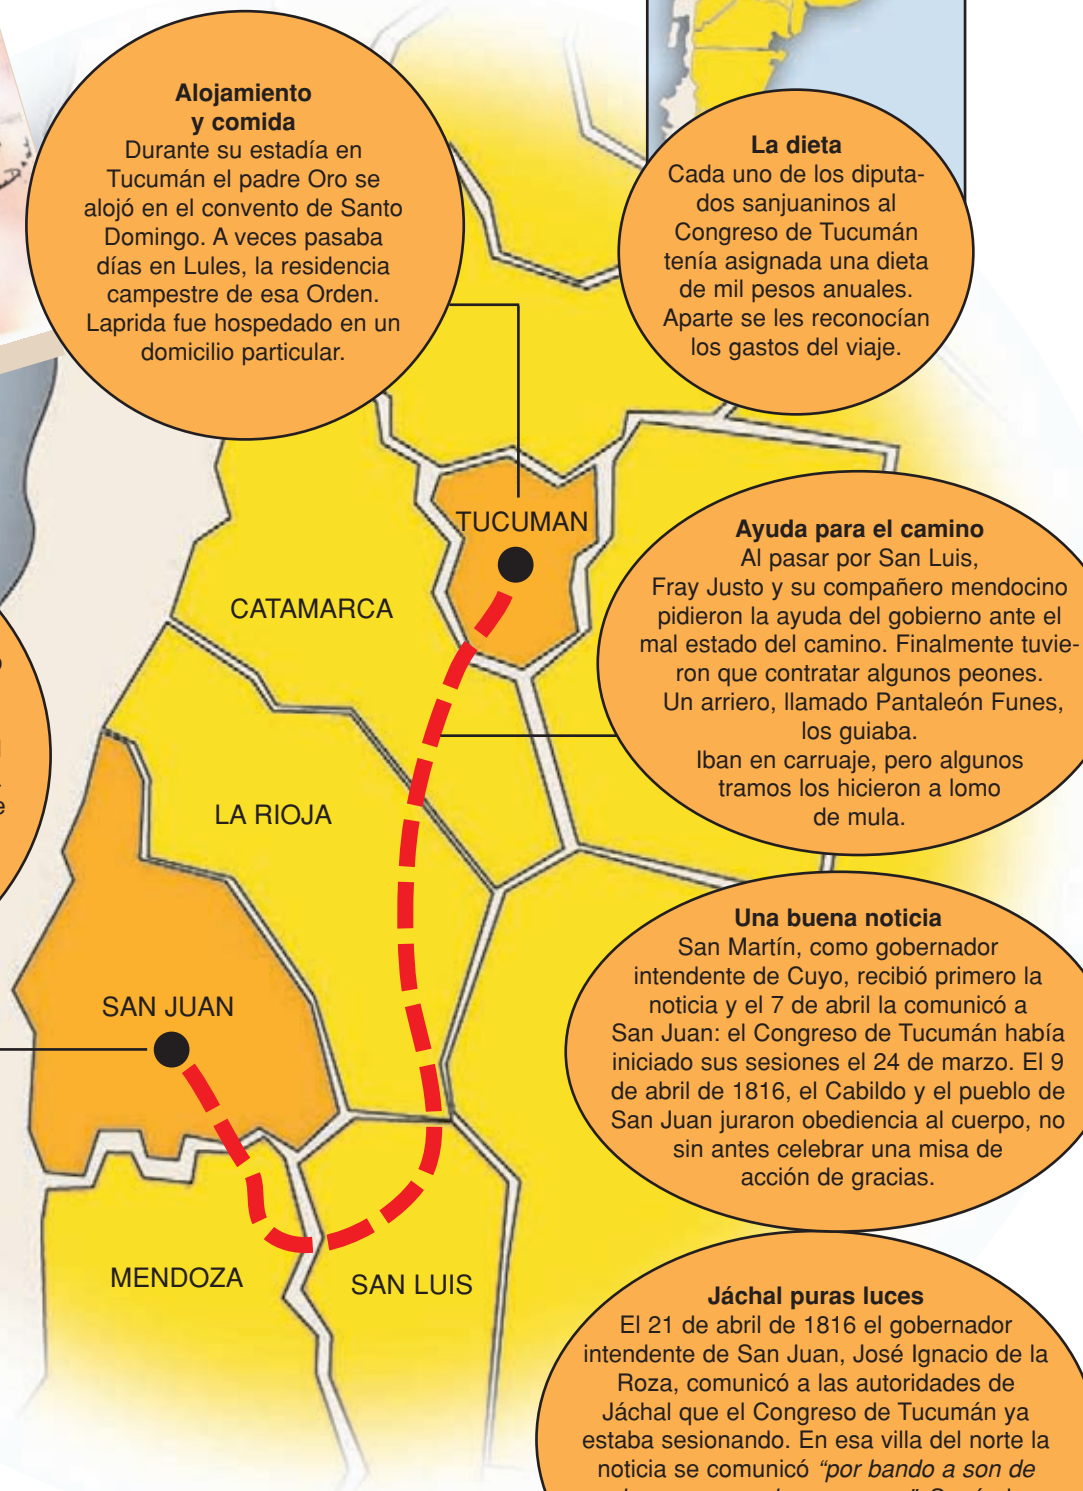 Alojamiento
y comida
Durante su estadía en
Tucumán el padre Oro se
alojó en el convento de Santo
Domingo. A veces pasaba
días en Lules, la residencia
campestre de esa Orden.
Laprida fue hospedado en un
domicilio particular.
La dieta
Cada uno de los diputa-
dos sanjuaninos al
Congreso de Tucumán
tenía asignada una dieta
de mil pesos anuales.
Aparte se les reconocían
los gastos del viaje.
Ayuda para el camino
Al pasar por San Luis,
Fray Justo y su compañero mendocino
pidieron la ayuda del gobierno ante el
mal estado del camino. Finalmente tuvie-
ron que contratar algunos peones.
Un arriero, llamado Pantaleón Funes,
los guiaba.
Iban en carruaje, pero algunos
tramos los hicieron a lomo
de mula.
Una buena noticia
San Martín, como gobernador
intendente de Cuyo, recibió primero la
noticia y el 7 de abril la comunicó a
San Juan: el Congreso de Tucumán había
iniciado sus sesiones el 24 de marzo. El 9
de abril de 1816, el Cabildo y el pueblo de
San Juan juraron obediencia al cuerpo, no
sin antes celebrar una misa de
acción de gracias.
Jáchal puras luces
El 21 de abril de 1816 el gobernador
intendente de San Juan, José Ignacio de la
Roza, comunicó a las autoridades de
Jáchal que el Congreso de Tucumán ya
estaba sesionando. En esa villa del norte la
noticia se comunicó “por bando a son de
TUCUMAN
CATAMARCA
LA RIOJA
SAN JUAN
MENDOZA
SAN LUIS